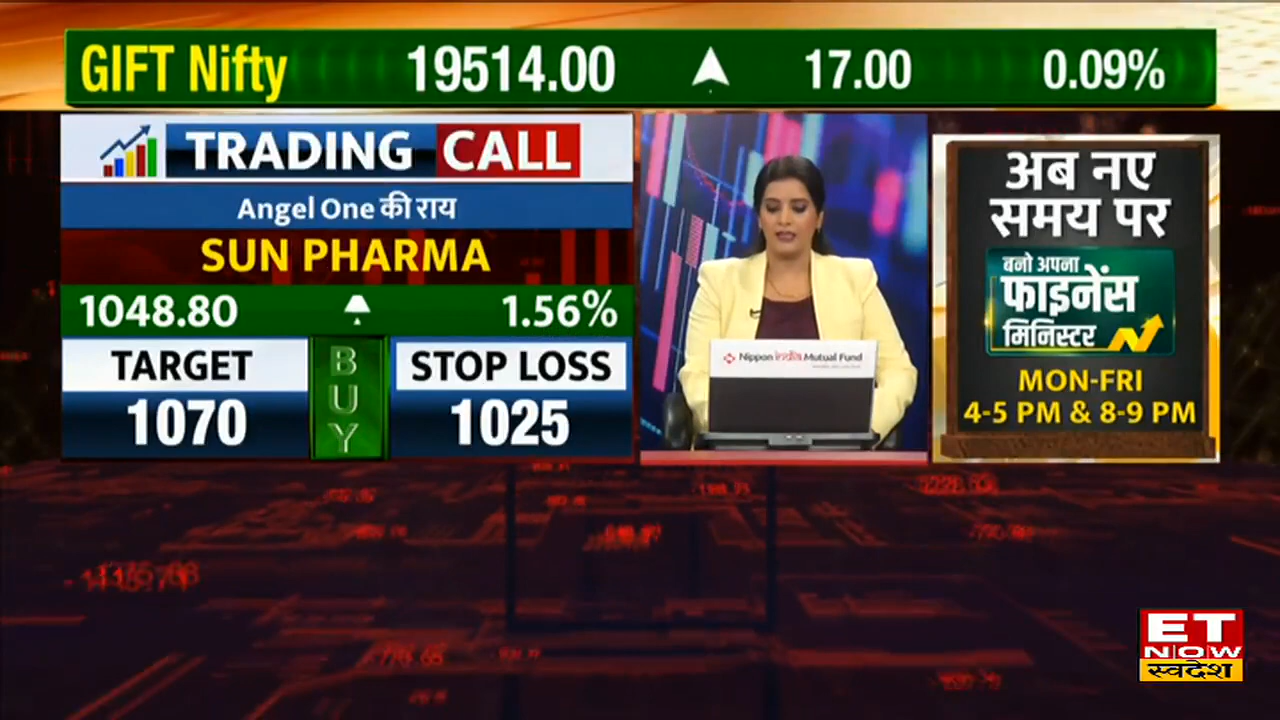 GIFT Nifty 19514.00 17.00 0.09%
TRADING CALL
Angel One की राय
SUN PHARMA
1048.80 1.56%
TARGET BUY STOP LOSS
1070 1025
Nippon india Mutual Fund
अब नए
समय पर
बनो अपना
फाइनेंस
मिनिस्टर
MON-FRI
4-5 PM & 8-9 PM
ET
NOW
स्वदेश